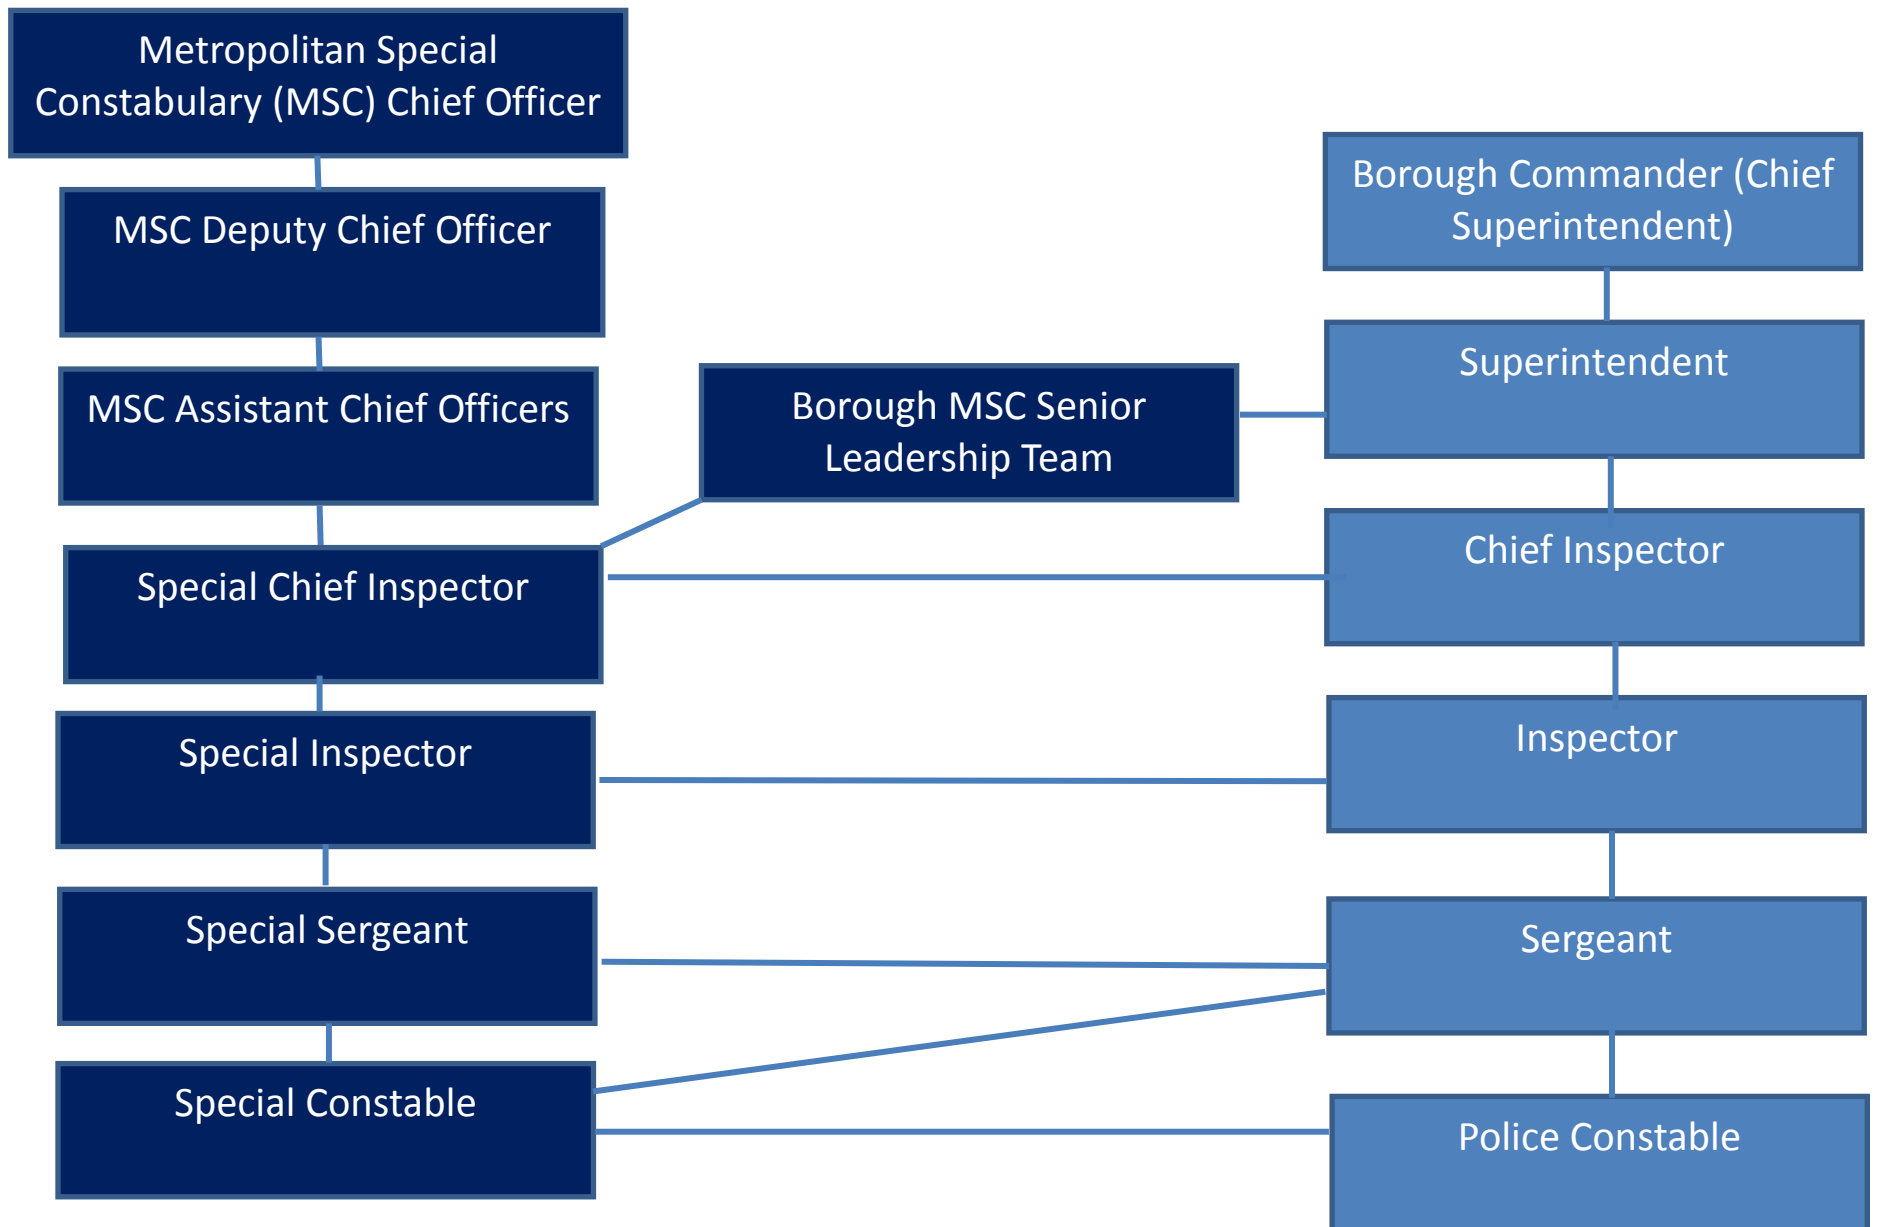 Metropolitan Special
Constabulary (MSC) Chief Officer
MSC Deputy Chief Officer
MSC Assistant Chief Officers
Special Chief Inspector
Special Inspector
Special Sergeant
Special Constable
Borough MSC Senior
Leadership Team
Borough Commander (Chief
Superintendent)
Superintendent
Chief Inspector
Inspector
Sergeant
Police Constable